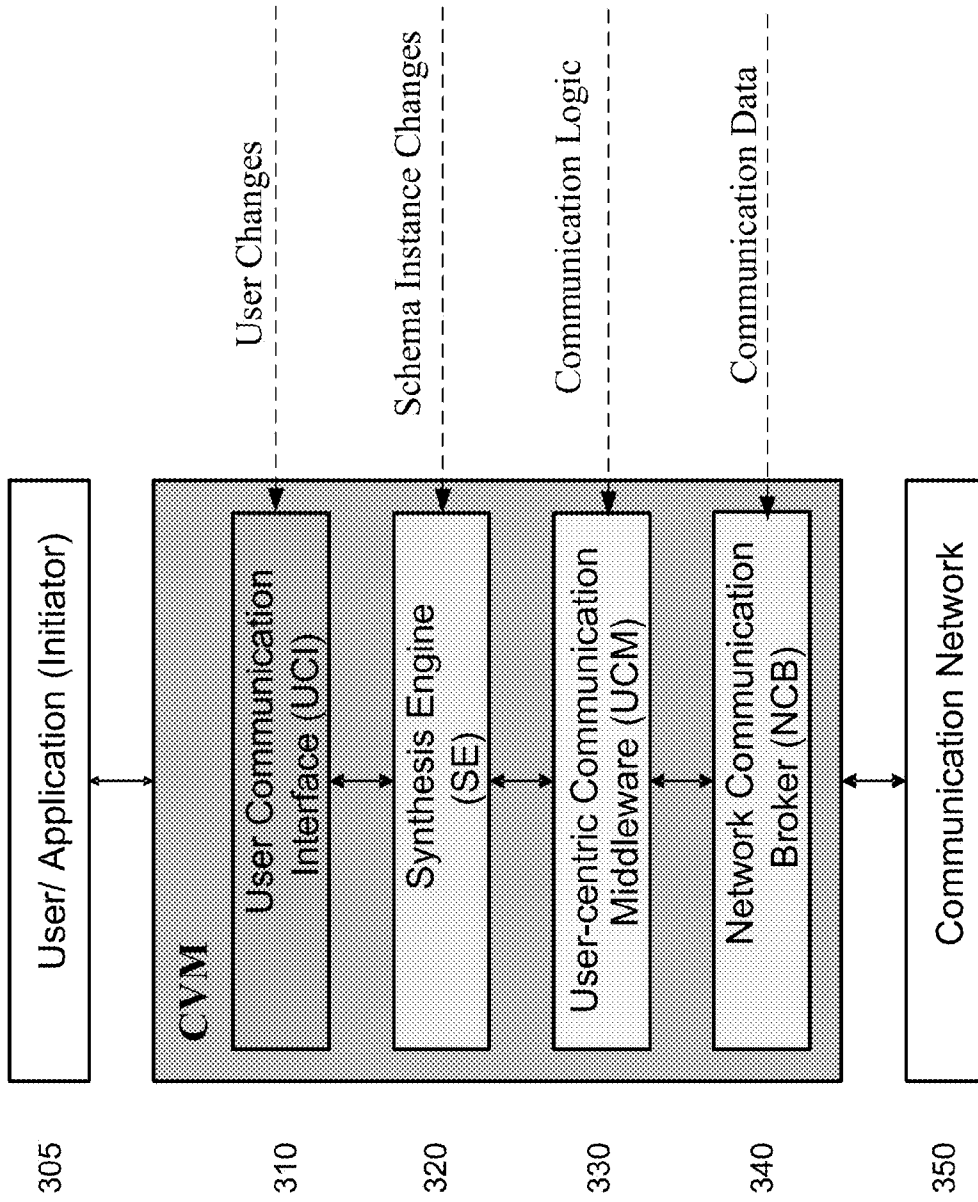 305
User/ Application (Initiator)
CVM
310
User Communication
Interface (UCI)
User Changes
320
Synthesis Engine
(SE)
Schema Instance Changes
330
User-centric Communication
Middleware (UCM)
Communication Logic
340
Network Communication
Broker (NCB)
Communication Data
350
Communication Network